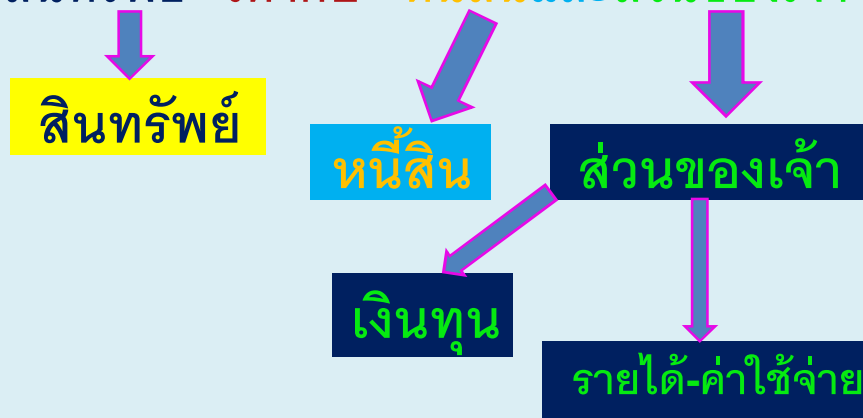 สินทรัพย์
หนี้สิน
ส่วนของเจ้า
เงินทุน
รายได้-ค่าใช้จ่าย